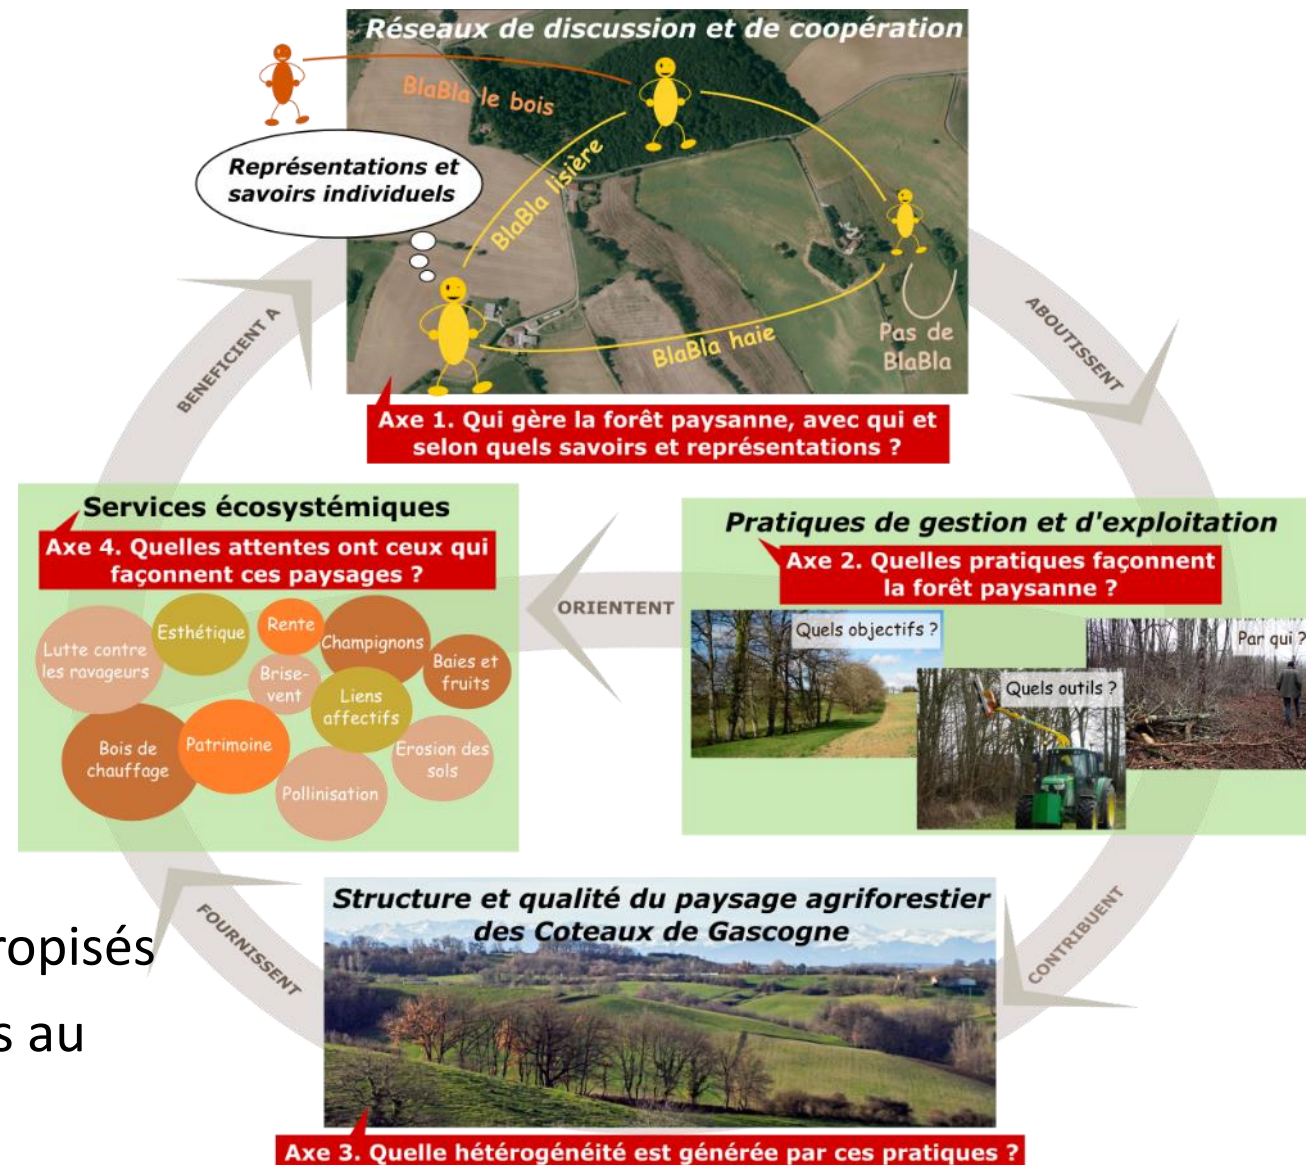 Réseaux de discussion et de coopération
BlaBla le bois
Représentations et
savoirs individuels
BlaBla lisière
BlaBla haie
Pas de
BlaBla
BENEFICIENT A
ABOUTISSENT
Axe 1. Qui gère la forêt paysanne, avec qui et
selon quels savoirs et représentations ?
Services écosystémiques
Axe 4. Quelles attentes ont ceux qui
façonnent ces paysages ?
Lutte contre
les ravageurs
Esthétique
Rente
Champignons
Baies et
fruits
Brise-
vent
Liens
affectifs
Bois de
chauffage
Patrimoine
Erosion des
sols
Pollinisation
ORIENTENT
Pratiques de gestion et d'exploitation
Axe 2. Quelles pratiques façonnent
la forêt paysanne ?
Quels objectifs ?
Quels outils ?
Par qui ?
FOURNISSENT
CONTRIBUENT
Structure et qualité du paysage agriforestier
des Coteaux de Gascogne
Axe 3. Quelle hétérogénéité est générée par ces pratiques ?
ropisés
s au